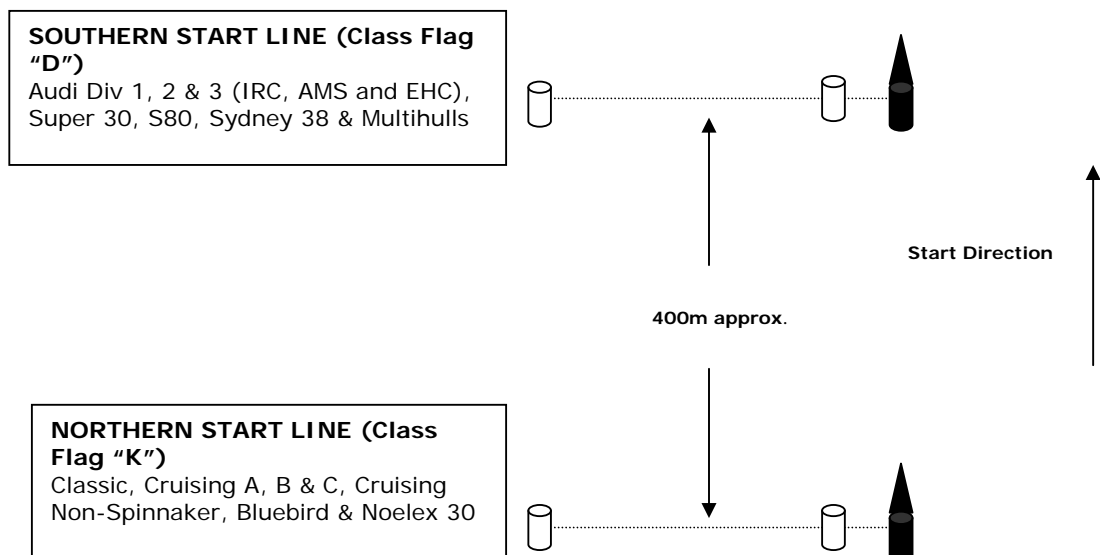 SOUTHERN START LINE (Class Flag
“D”)
Audi Div 1, 2 & 3 (IRC, AMS and EHC),
Super 30, S80, Sydney 38 & Multihulls
Start Direction
400m approx.
NORTHERN START LINE (Class
Flag “K”)
Classic, Cruising A, B & C, Cruising
Non-Spinnaker, Bluebird & Noelex 30